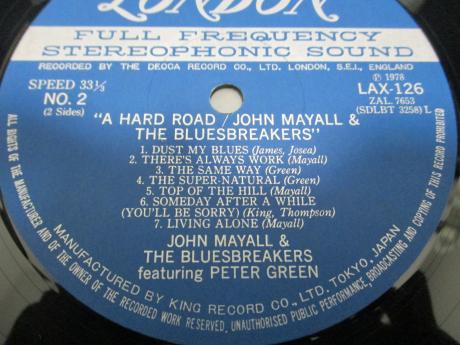 LONDON
FULL FREQUENCY
STEREOPHONIC SOUND
RECORDED BY THE DECCA RECORD CO., LTD. LONDON, S.E.I., ENGLAND
SPEED 33⅓
NO. 2
(2 Sides)
Ⓟ 1978
LAX-126
ZAL. 7653
(SDLBT 3258) L
"A HARD ROAD / JOHN MAYALL &
THE BLUESBREAKERS"
1. DUST MY BLUES (James, Josea)
2. THERE'S ALWAYS WORK (Mayall)
3. THE SAME WAY (Green)
4. THE SUPER-NATURAL (Green)
5. TOP OF THE HILL (Mayall)
6. SOMEDAY AFTER A WHILE
(YOU'LL BE SORRY) (King, Thompson)
7. LIVING ALONE (Mayall)
JOHN MAYALL &
THE BLUESBREAKERS
featuring PETER GREEN
MANUFACTURED BY KING RECORD CO., LTD. TOKYO, JAPAN
ALL RIGHTS OF THE MANUFACTURER AND OF THE OWNER OF THE RECORDED WORK RESERVED, UNAUTHORISED PUBLIC PERFORMANCE, BROADCASTING AND COPYING OF THIS RECORD PROHIBITED